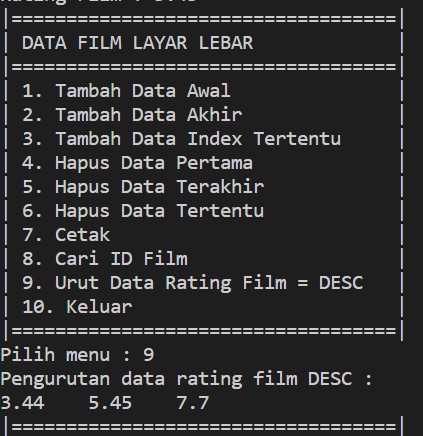 |===================================|
| DATA FILM LAYAR LEBAR |
|===================================|
| 1. Tambah Data Awal |
| 2. Tambah Data Akhir |
| 3. Tambah Data Index Tertentu |
| 4. Hapus Data Pertama |
| 5. Hapus Data Terakhir |
| 6. Hapus Data Tertentu |
| 7. Cetak |
| 8. Cari ID Film |
| 9. Urut Data Rating Film = DESC |
| 10. Keluar |
|===================================|
Pilih menu : 9
Pengurutan data rating film DESC :
3.44 5.45 7.7
|===================================|